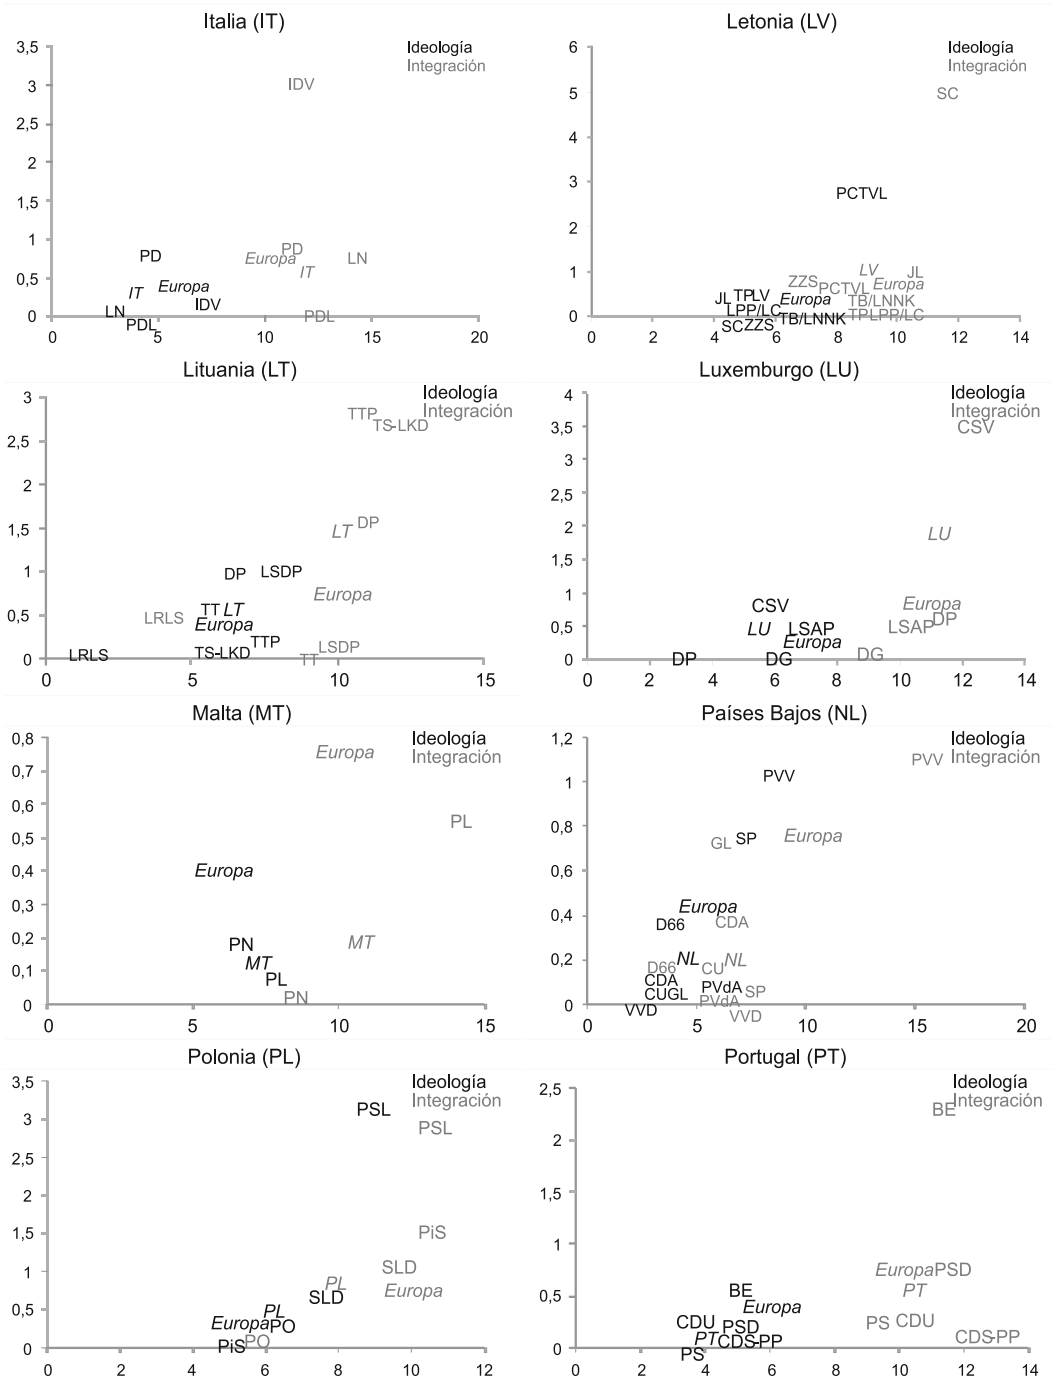 Italia (IT)
Ideología
Integración
3,5
3
2,5
2
1,5
1
0,5
0
IDV
PD
Europa
PD
LN
IT
Europa
IT
IDV
LN
PDL
PDL
0
5
10
15
20
Letonia (LV)
Ideología
Integración
6
5
4
3
2
1
0
SC
PCTVL
LV
JL
ZZS
Europa
PCTVL
JL
TP
LV
Europa
TB/LNNK
LPP/LC
TP
LPP/LC
TB/LNNK
SC
ZZS
0
2
4
6
8
10
12
14
Lituania (LT)
Ideología
Integración
3
2,5
2
1,5
1
0,5
0
TTP
TS-LKD
DP
LT
DP
LSDP
Europa
TT
LT
LRLS
Europa
TTP
LSDP
LRLS
TS-LKD
TT
0
5
10
15
Luxemburgo (LU)
Ideología
Integración
4
3,5
3
2,5
2
1,5
1
0,5
0
CSV
LU
CSV
Europa
DP
LU
LSAP
LSAP
Europa
DG
DP
DG
0
2
4
6
8
10
12
14
Malta (MT)
Ideología
Integración
0,8
0,7
0,6
0,5
0,4
0,3
0,2
0,1
0
Europa
PL
Europa
PN
MT
MT
PL
PN
0
5
10
15
Países Bajos (NL)
Ideología
Integración
1,2
1
0,8
0,6
0,4
0,2
0
PVV
PVV
GL
SP
Europa
Europa
D66
CDA
NL
NL
D66
CU
CDA
PVdA
SP
CUGL
PVdA
VVD
VVD
0
5
10
15
20
Polonia (PL)
Ideología
Integración
3,5
3
2,5
2
1,5
1
0,5
0
PSL
PSL
PiS
SLD
PL
Europa
SLD
PL
Europa
PO
PiS
PO
0
2
4
6
8
10
12
Portugal (PT)
Ideología
Integración
2,5
2
1,5
1
0,5
0
BE
Europa
PSD
PT
BE
Europa
CDU
PSD
PS
CDU
PT
CDS-PP
CDS-PP
PS
0
2
4
6
8
10
12
14